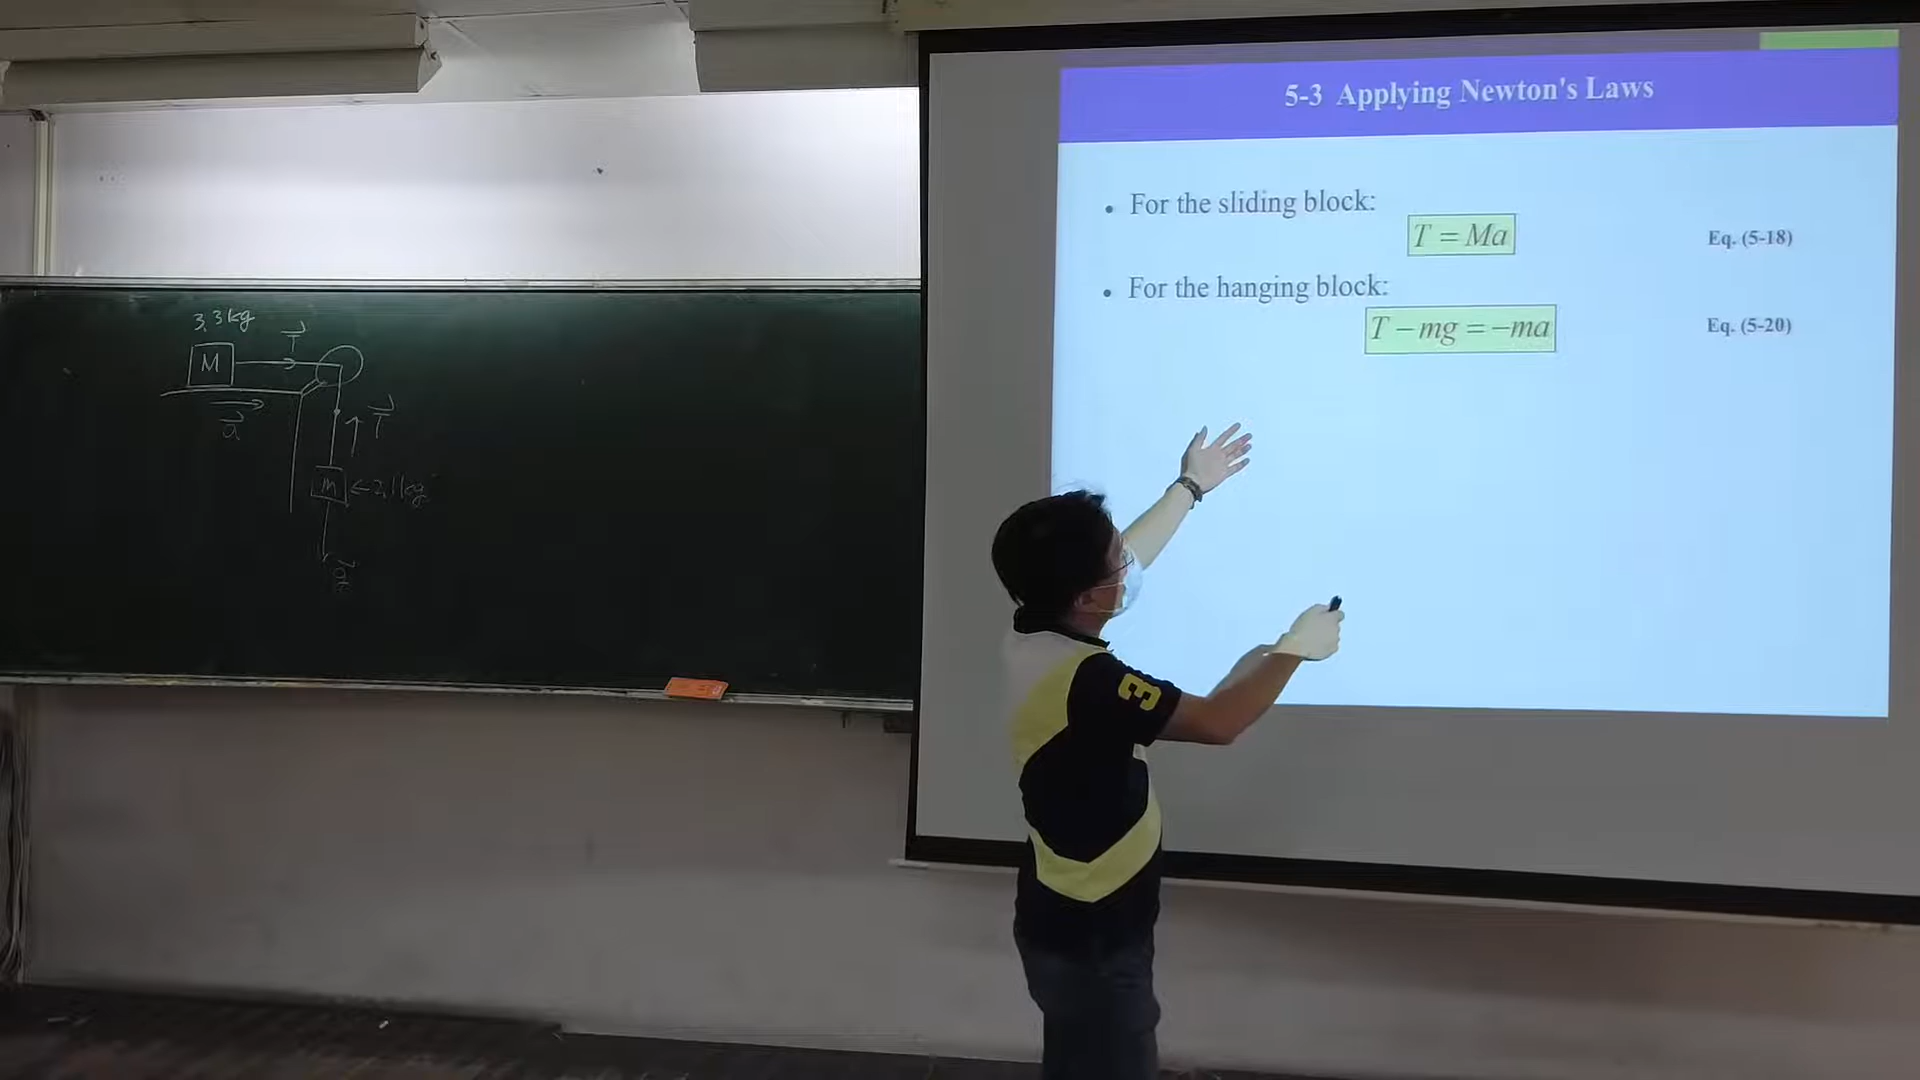 3.3kg
T
M
a
T
m ← 2.1kg
a
5-3 Applying Newton's Laws
• For the sliding block:
T = Ma Eq. (5-18)
• For the hanging block:
T − mg = −ma Eq. (5-20)
3